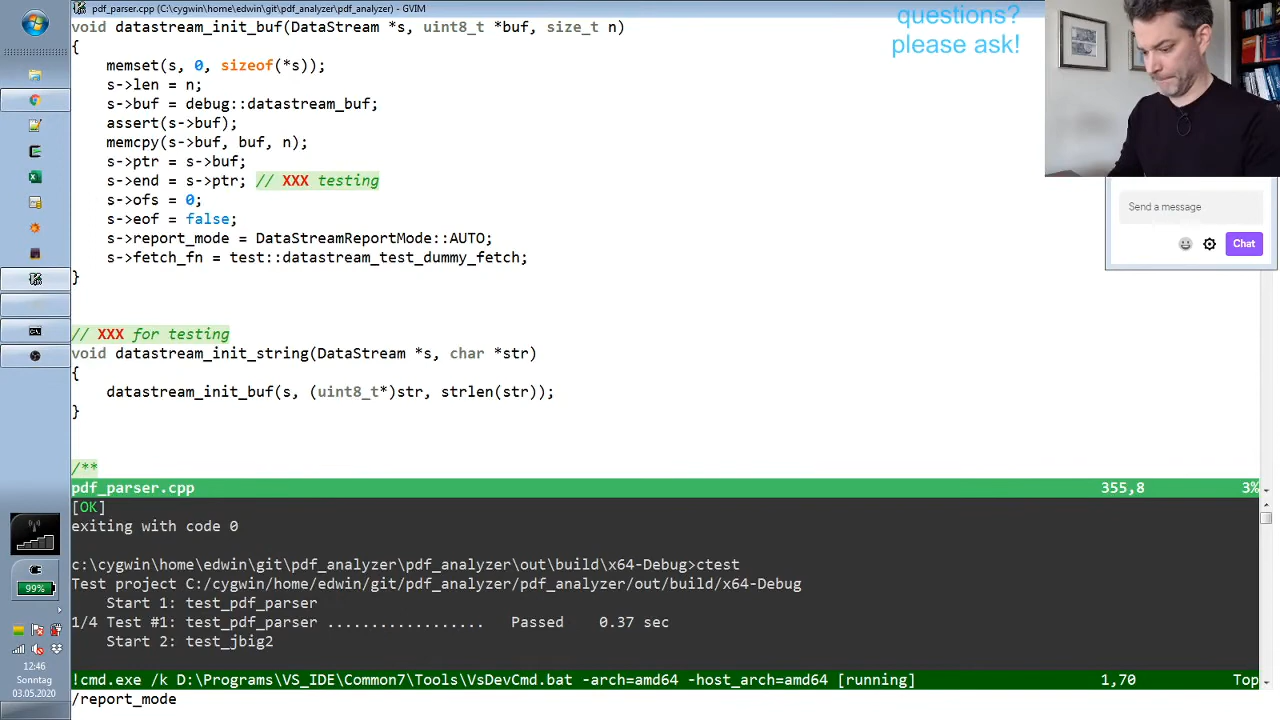 pdf_parser.cpp (C:\cygwin\home\edwin\git\pdf_analyzer\pdf_analyzer) - GVIM
void datastream_init_buf(DataStream *s, uint8_t *buf, size_t n)
{
    memset(s, 0, sizeof(*s));
    s->len = n;
    s->buf = debug::datastream_buf;
    assert(s->buf);
    memcpy(s->buf, buf, n);
    s->ptr = s->buf;
    s->end = s->ptr; // XXX testing
    s->ofs = 0;
    s->eof = false;
    s->report_mode = DataStreamReportMode::AUTO;
    s->fetch_fn = test::datastream_test_dummy_fetch;
}
// XXX for testing
void datastream_init_string(DataStream *s, char *str)
{
    datastream_init_buf(s, (uint8_t*)str, strlen(str));
}
/**
pdf_parser.cpp 355,8 3%
[OK]
exiting with code 0
c:\cygwin\home\edwin\git\pdf_analyzer\pdf_analyzer\out\build\x64-Debug>ctest
Test project C:/cygwin/home/edwin/git/pdf_analyzer/pdf_analyzer/out/build/x64-Debug
    Start 1: test_pdf_parser
1/4 Test #1: test_pdf_parser ..................   Passed    0.37 sec
    Start 2: test_jbig2
!cmd.exe /k D:\Programs\VS_IDE\Common7\Tools\VsDevCmd.bat -arch=amd64 -host_arch=amd64 [running] 1,70 Top
/report_mode
questions?
please ask!
Send a message
Chat
99%
12:46
Sonntag
03.05.2020